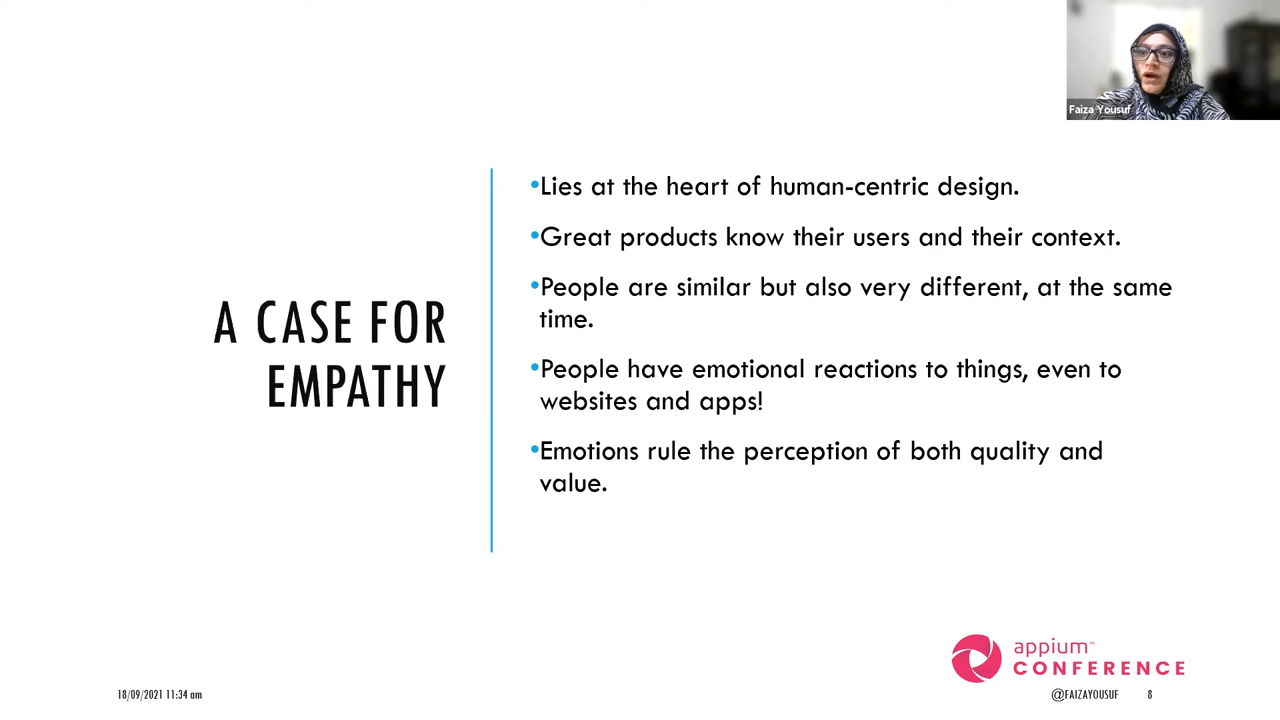 Faiza Yousuf
A CASE FOR
EMPATHY
•Lies at the heart of human-centric design.
•Great products know their users and their context.
•People are similar but also very different, at the same
time.
•People have emotional reactions to things, even to
websites and apps!
•Emotions rule the perception of both quality and
value.
appium™
CONFERENCE
18/09/2021 11:34 am
@FAIZAYOUSUF
8